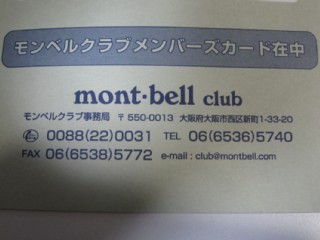 モンベルクラブメンバーズカード在中
mont·bell club
モンベルクラブ事務局 〒550-0013 大阪府大阪市西区新町1-33-20
0088(22)0031 TEL 06(6536)5740
FAX 06(6538)5772 e-mail : club@montbell.com